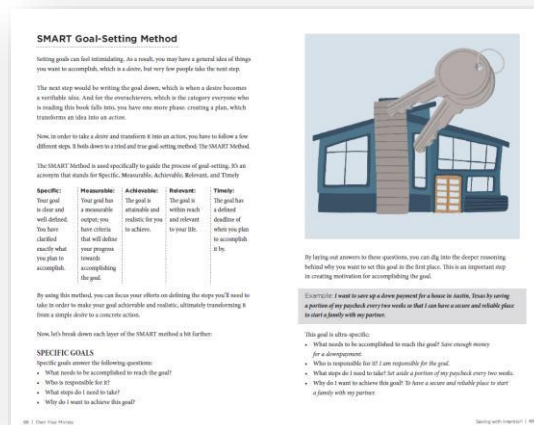 SMART Goal-Setting Method
Setting goals can feel intimidating. As a result, you may have a general idea of things
you want to accomplish, which is a desire, but very few people take the next step.
The next step would be writing the goal down, which is when a desire becomes
a veritable idea. And for the overachievers, which is the category everyone who
is reading this book falls into, you have one more phase: creating a plan, which
transforms an idea into an action.
Now, in order to take a desire and transform it into an action, you have to follow a few
different steps. It boils down to a tried and true goal-setting method: The SMART Method.
The SMART Method is used specifically to guide the process of goal-setting. It's an
acronym that stands for Specific, Measurable, Achievable, Relevant, and Timely
Specific:
Your goal
is clear and
well-defined.
You have
clarified
exactly what
you plan to
accomplish.
Measurable:
Your goal has
a measurable
output; you
have criteria
that will define
your progress
towards
accomplishing
the goal.
Achievable:
The goal is
attainable and
realistic for you
to achieve.
Relevant:
The goal is
within reach
and relevant
to your life.
Timely:
The goal has
a defined
deadline of
when you plan
to accomplish
it by.
By using this method, you can focus your efforts on defining the steps you'll need to
take in order to make your goal achievable and realistic, ultimately transforming it
from a simple desire to a concrete action.
Now, let's break down each layer of the SMART method a bit further:
SPECIFIC GOALS
Specific goals answer the following questions:
• What needs to be accomplished to reach the goal?
• Who is responsible for it?
• What steps do I need to take?
• Why do I want to achieve this goal?
98 | Own Your Money
By laying out answers to these questions, you can dig into the deeper reasoning
behind why you want to set this goal in the first place. This is an important step
in creating motivation for accomplishing the goal.
Example: I want to save up a down payment for a house in Austin, Texas by saving
a portion of my paycheck every two weeks so that I can have a secure and reliable place
to start a family with my partner.
This goal is ultra-specific:
• What needs to be accomplished to reach the goal? Save enough money
for a downpayment.
• Who is responsible for it? I am responsible for the goal.
• What steps do I need to take? Set aside a portion of my paycheck every two weeks.
• Why do I want to achieve this goal? To have a secure and reliable place to start
a family with my partner.
Saving with Intention! |